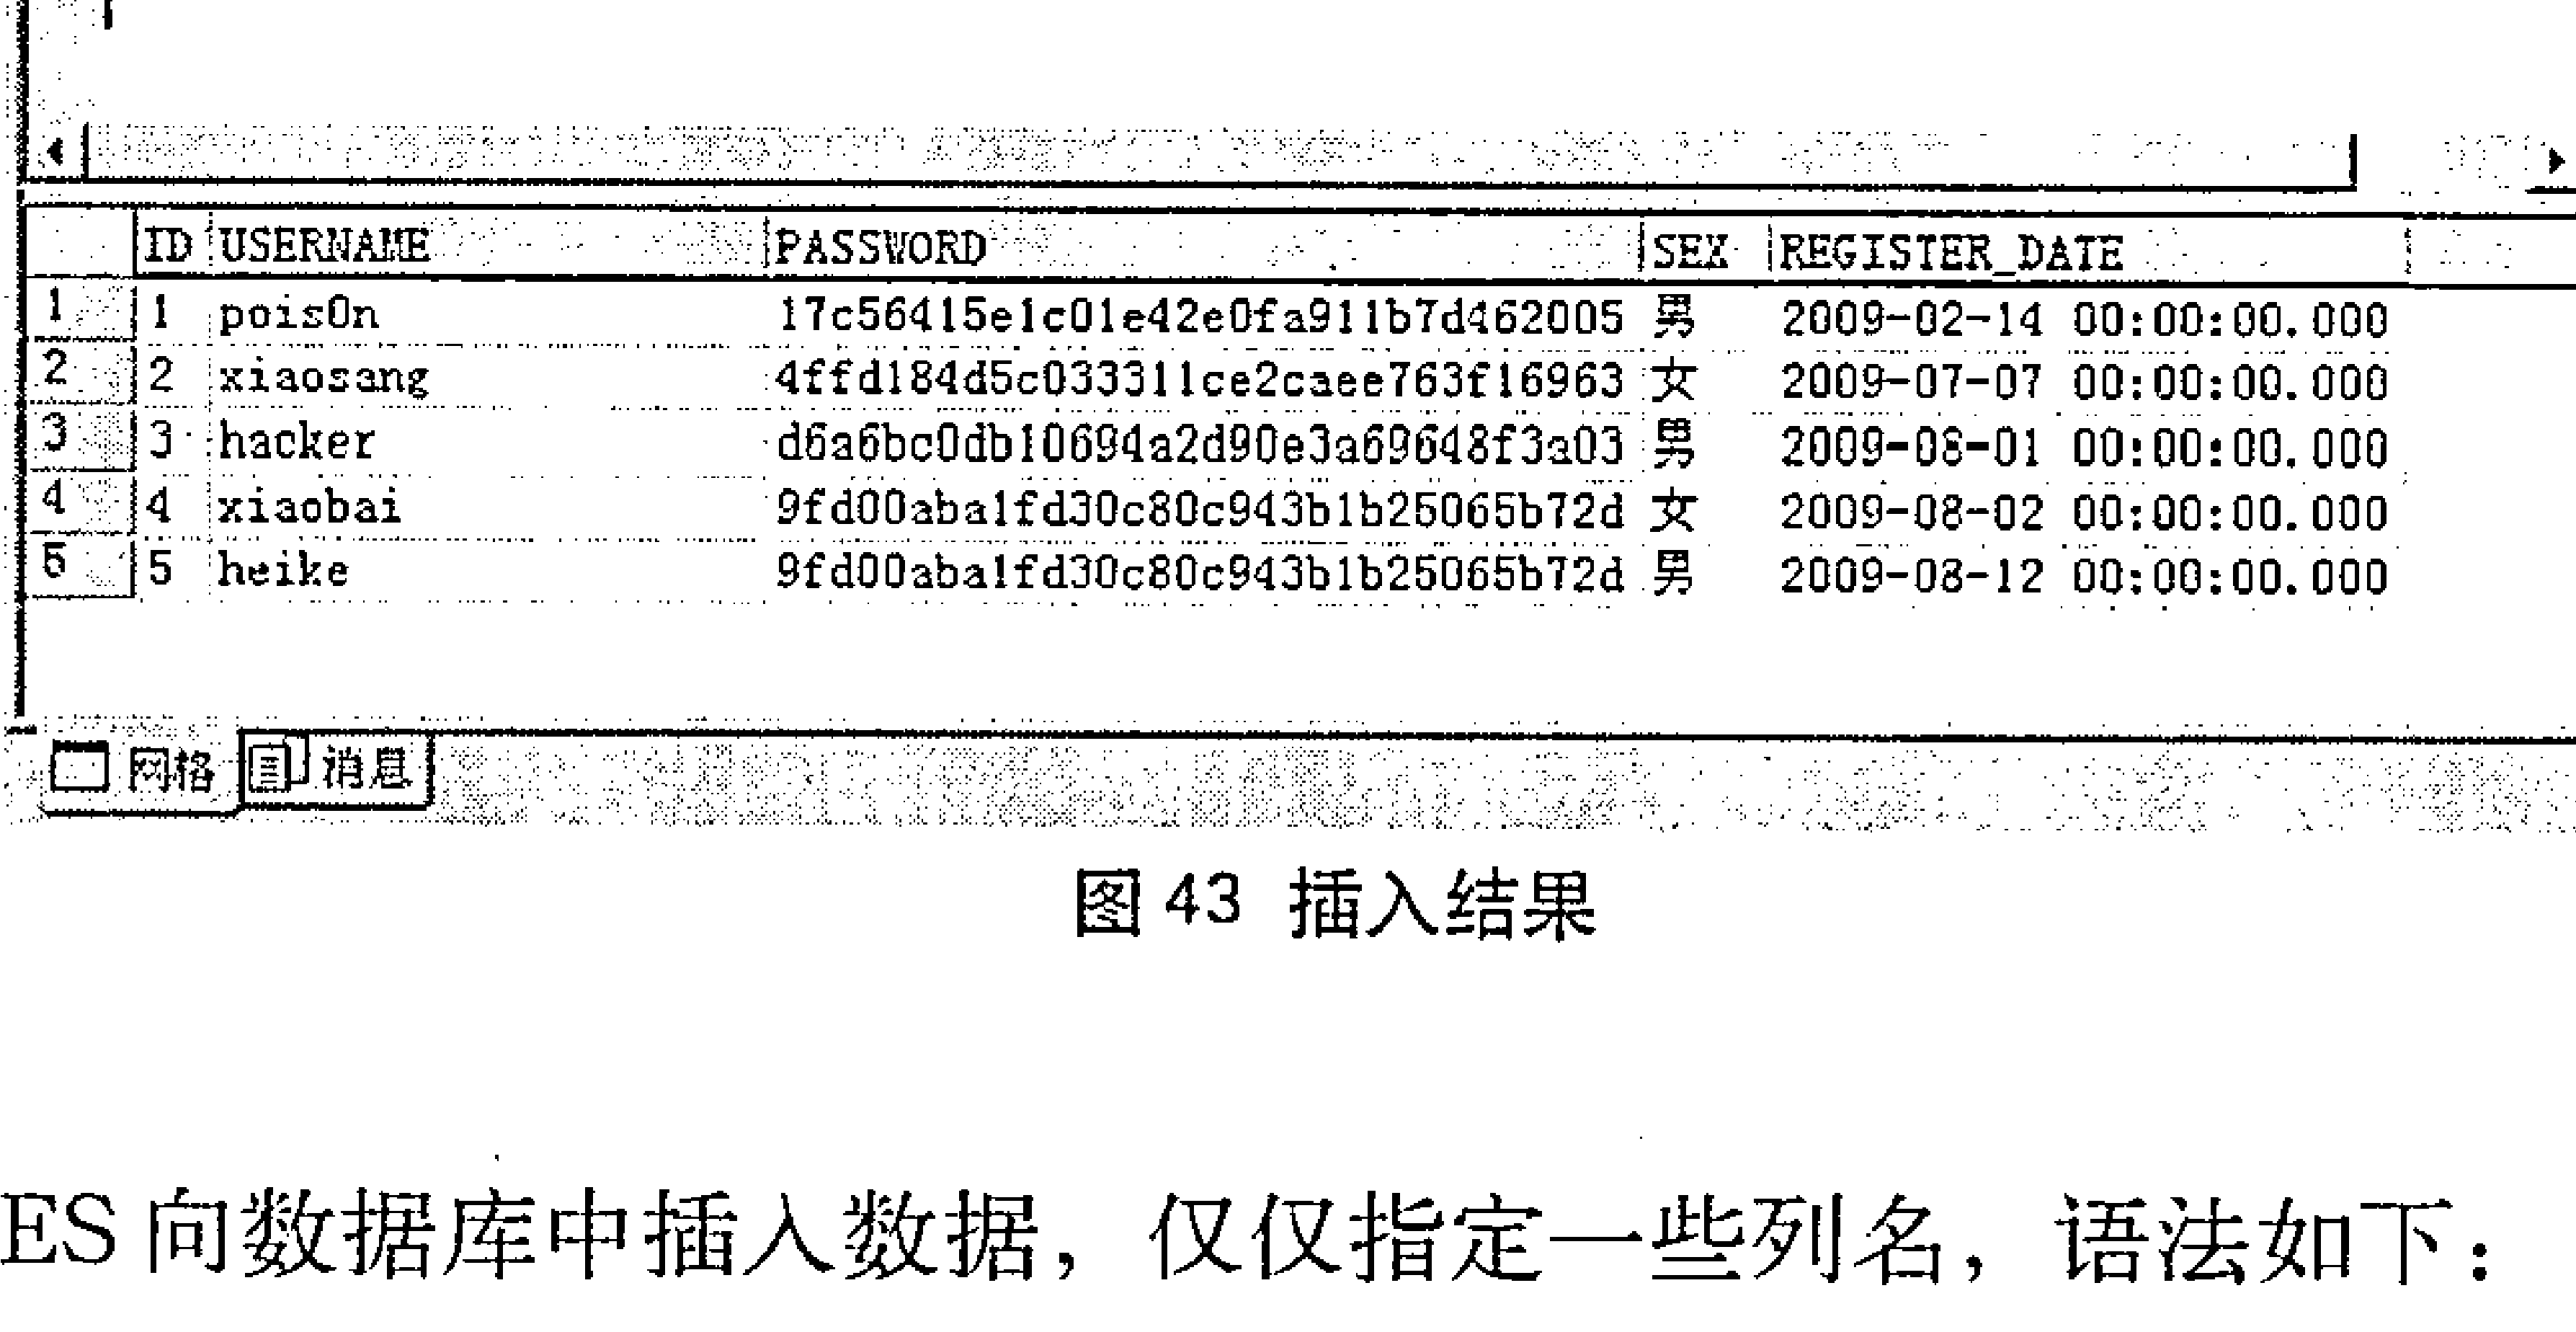 ID USERNAME PASSWORD SEX REGISTER_DATE
1 1 pois0n 17c56415e1c01e42e0fa911b7d462005 男 2009-02-14 00:00:00.000
2 2 xiaosang 4ffd184d5c033311ce2caee763f16963 女 2009-07-07 00:00:00.000
3 3 hacker d6a6bc0db10694a2d90e3a69648f3a03 男 2009-08-01 00:00:00.000
4 4 xiaobai 9fd00aba1fd30c80c943b1b25065b72d 女 2009-08-02 00:00:00.000
5 5 heike 9fd00aba1fd30c80c943b1b25065b72d 男 2009-08-12 00:00:00.000
网格 消息
图 43 插入结果
ES 向数据库中插入数据，仅仅指定一些列名，语法如下：